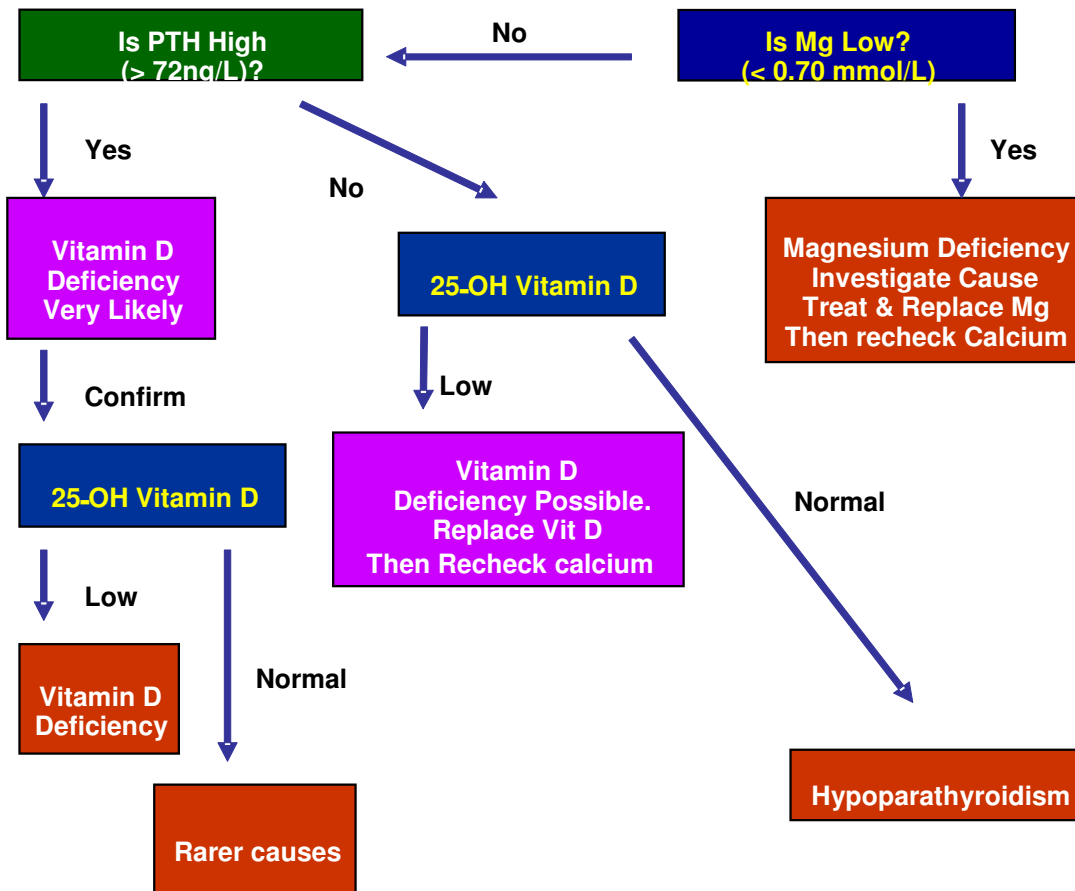 Is PTH High
(> 72ng/L)?
No
Is Mg Low?
(< 0.70 mmol/L)
Yes
No
Yes
Vitamin D
Deficiency
Very Likely
25-OH Vitamin D
Magnesium Deficiency
Investigate Cause
Treat & Replace Mg
Then recheck Calcium
Confirm
Low
25-OH Vitamin D
Vitamin D
Deficiency Possible.
Replace Vit D
Then Recheck calcium
Normal
Low
Normal
Vitamin D
Deficiency
Hypoparathyroidism
Rarer causes